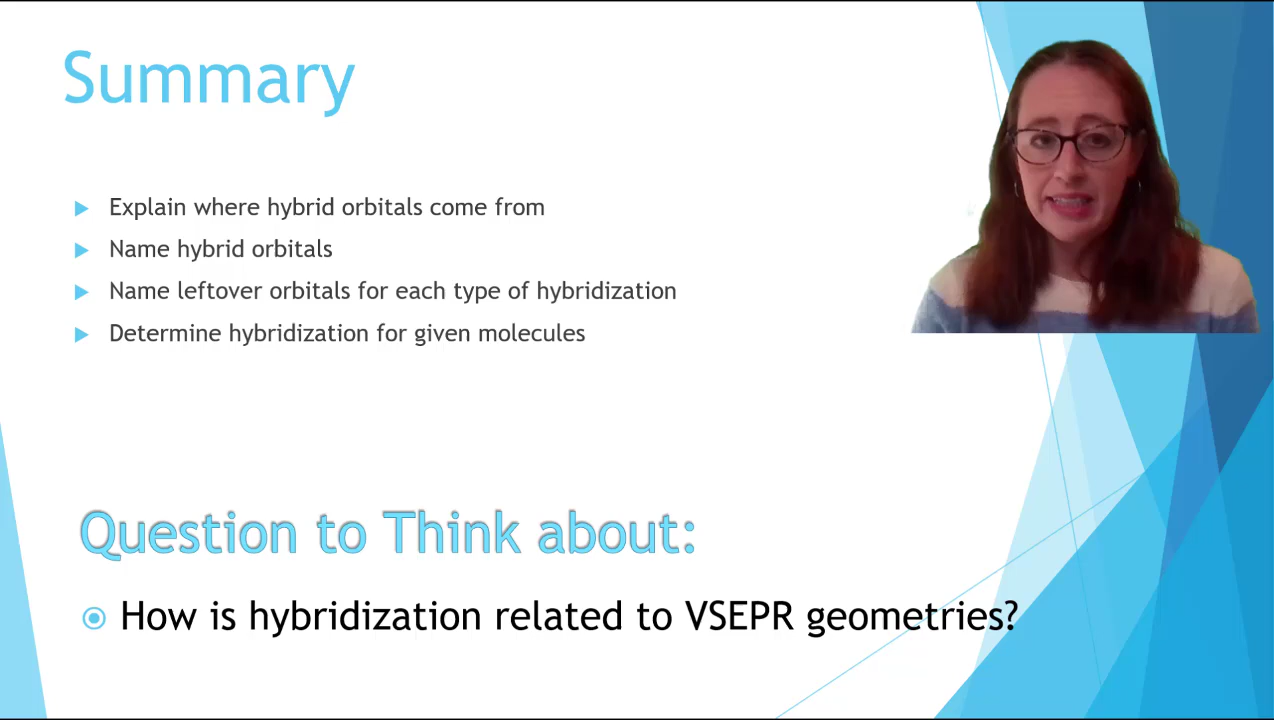 Summary
Explain where hybrid orbitals come from
Name hybrid orbitals
Name leftover orbitals for each type of hybridization
Determine hybridization for given molecules
Question to Think about:
How is hybridization related to VSEPR geometries?